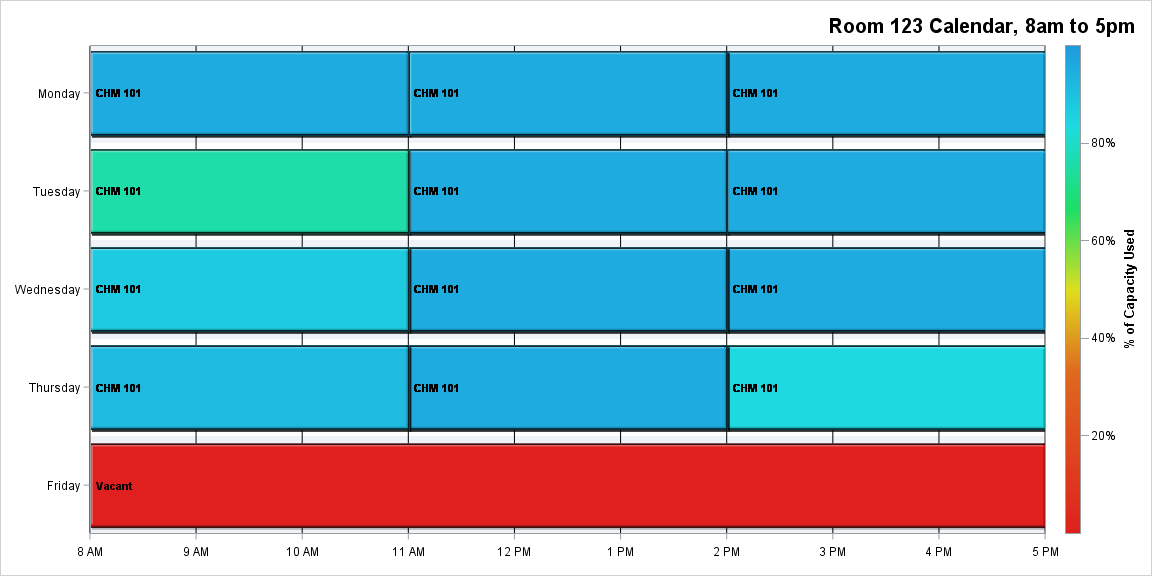 Room 123 Calendar, 8am to 5pm
Monday
CHM 101
CHM 101
CHM 101
Tuesday
CHM 101
CHM 101
CHM 101
Wednesday
CHM 101
CHM 101
CHM 101
Thursday
CHM 101
CHM 101
CHM 101
Friday
Vacant
8 AM
9 AM
10 AM
11 AM
12 PM
1 PM
2 PM
3 PM
4 PM
5 PM
80%
60%
40%
20%
% of Capacity Used